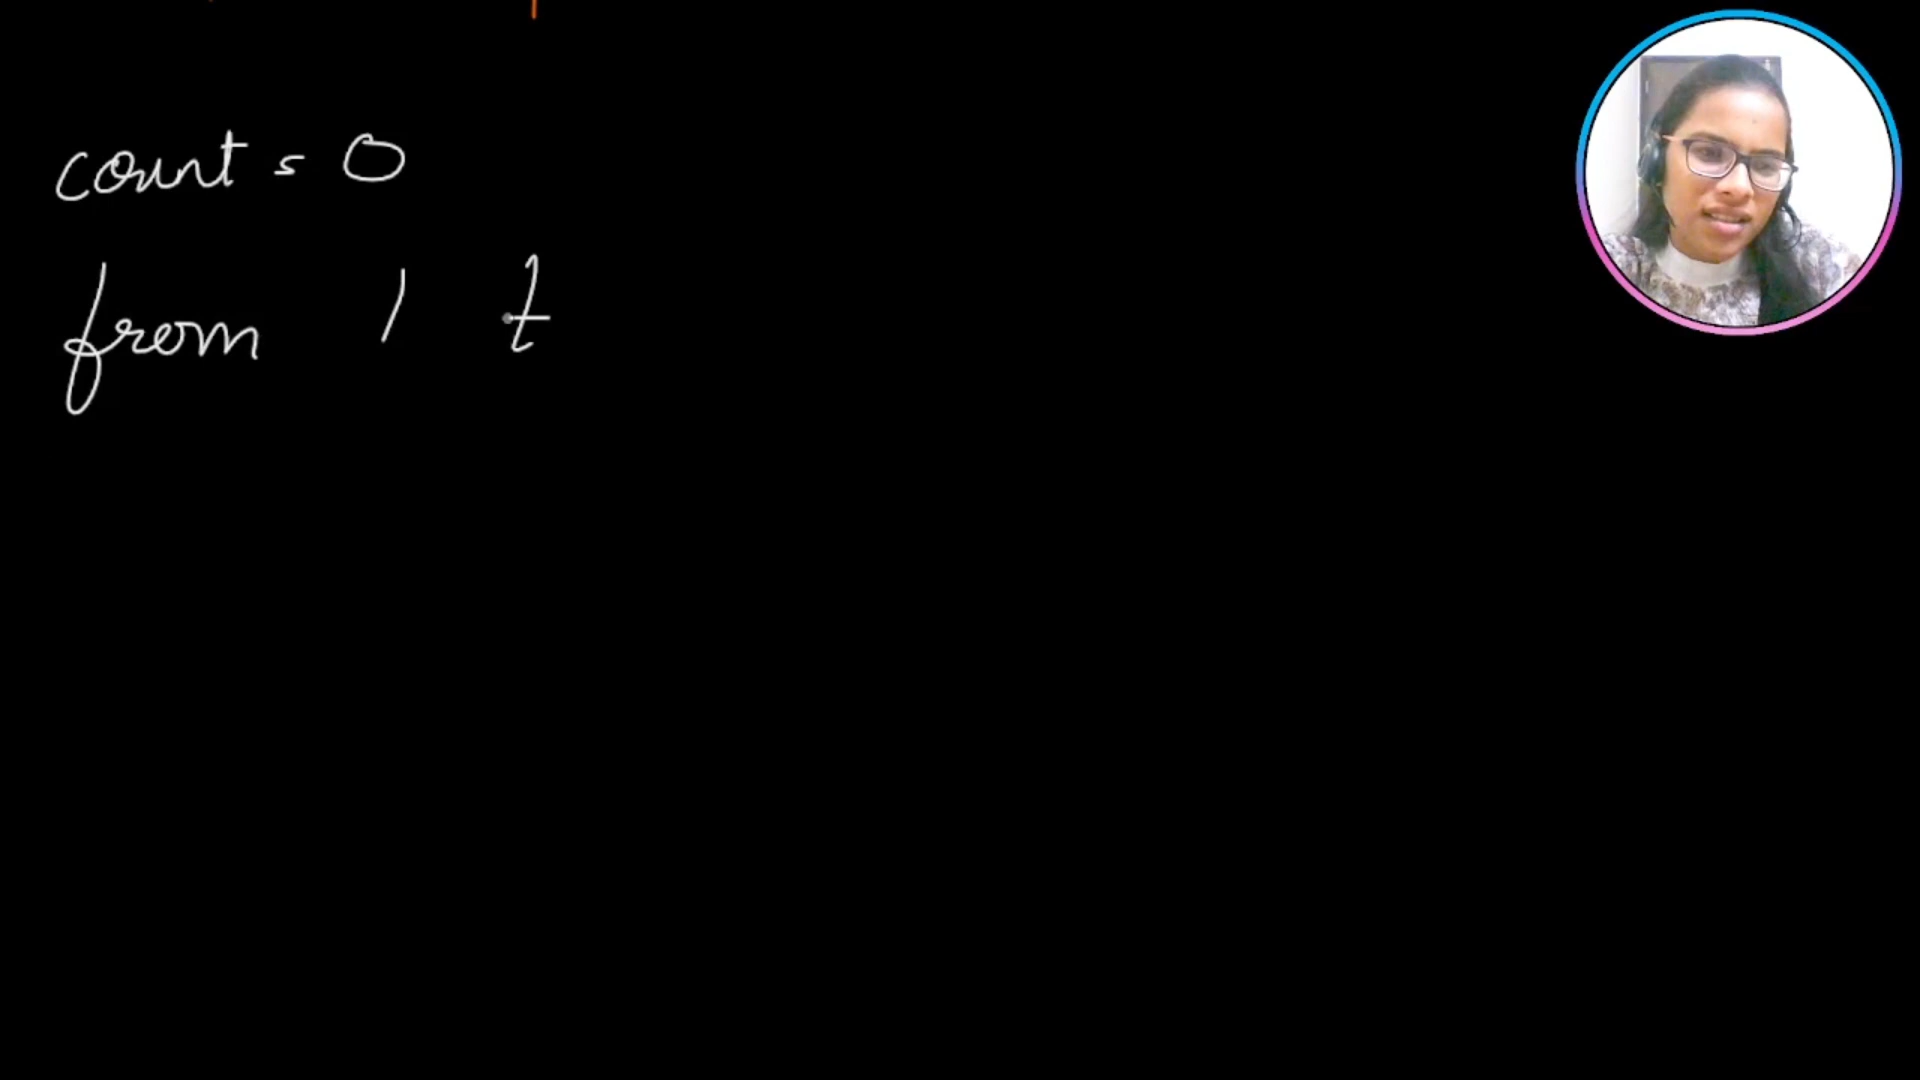 count = 0
from 1 t